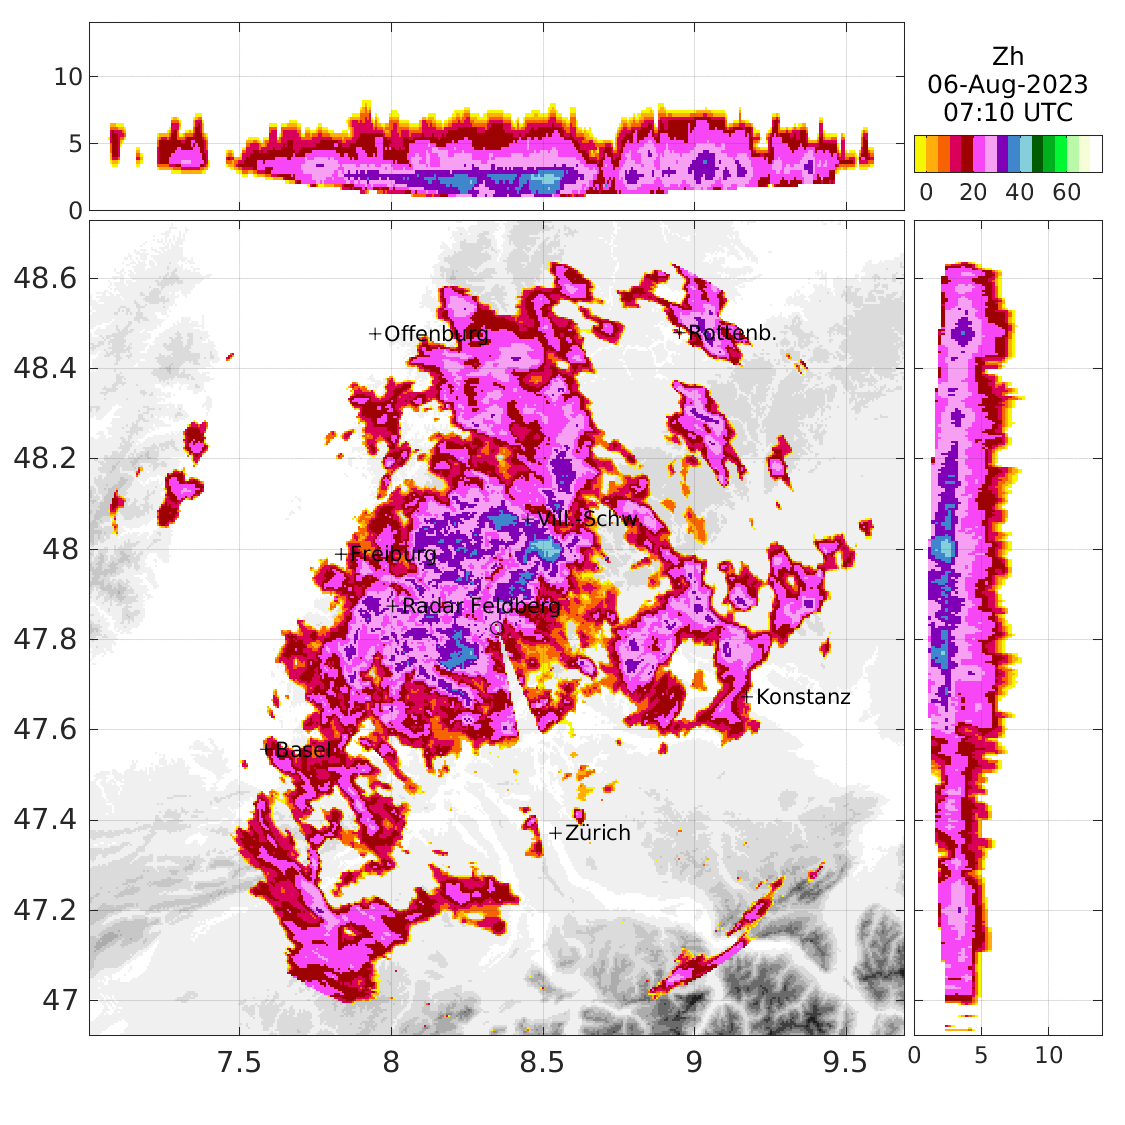 10
5
0
Zh
06-Aug-2023
07:10 UTC
0 20 40 60
48.6
48.4
48.2
48
47.8
47.6
47.4
47.2
47
+Offenburg
+Rottenb.
+Vill.-Schw
+Freiburg
+Radar Feldberg
+Konstanz
+Basel
+Zürich
7.5 8 8.5 9 9.5
0 5 10